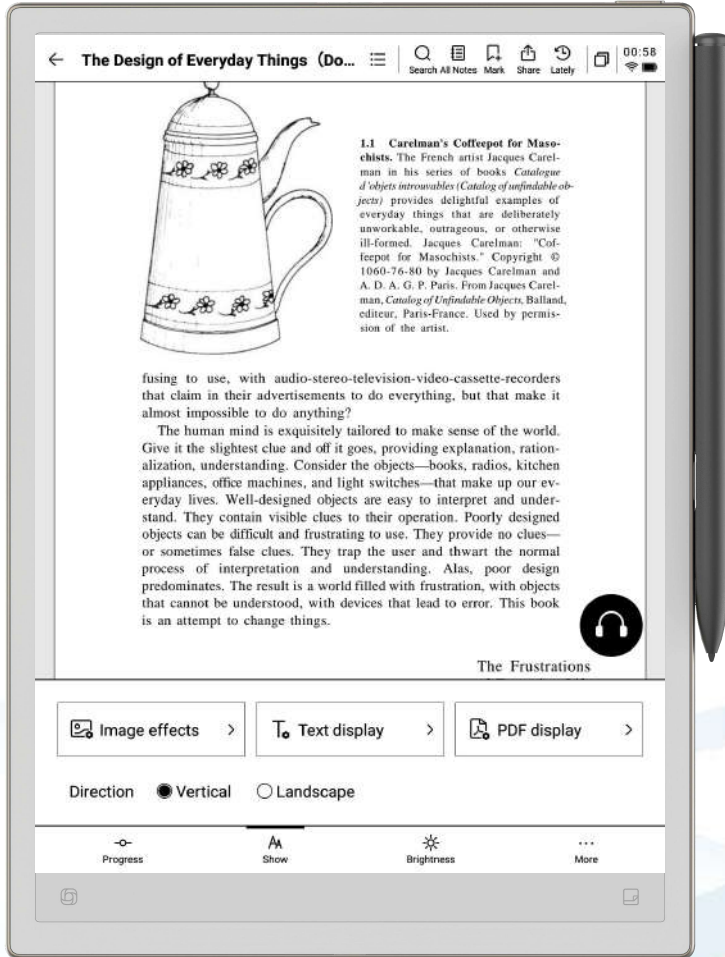 The Design of Everyday Things (Do...
Search All Notes Mark Share Lately
00:58
1.1 Carelman's Coffeepot for Maso-
chists. The French artist Jacques Carel-
man in his series of books Catalogue
d'objets introuvables (Catalog of unfindable ob-
jects) provides delightful examples of
everyday things that are deliberately
unworkable, outrageous, or otherwise
ill-formed. Jacques Carelman: "Cof-
feepot for Masochists." Copyright ©
1060-76-80 by Jacques Carelman and
A. D. A. G. P. Paris. From Jacques Carel-
man, Catalog of Unfindable Objects, Balland,
editeur, Paris-France. Used by permis-
sion of the artist.
fusing to use, with audio-stereo-television-video-cassette-recorders
that claim in their advertisements to do everything, but that make it
almost impossible to do anything?
The human mind is exquisitely tailored to make sense of the world.
Give it the slightest clue and off it goes, providing explanation, ration-
alization, understanding. Consider the objects—books, radios, kitchen
appliances, office machines, and light switches—that make up our ev-
eryday lives. Well-designed objects are easy to interpret and under-
stand. They contain visible clues to their operation. Poorly designed
objects can be difficult and frustrating to use. They provide no clues—
or sometimes false clues. They trap the user and thwart the normal
process of interpretation and understanding. Alas, poor design
predominates. The result is a world filled with frustration, with objects
that cannot be understood, with devices that lead to error. This book
is an attempt to change things.
The Frustrations
Image effects
Text display
PDF display
Direction Vertical Landscape
Progress Show Brightness More